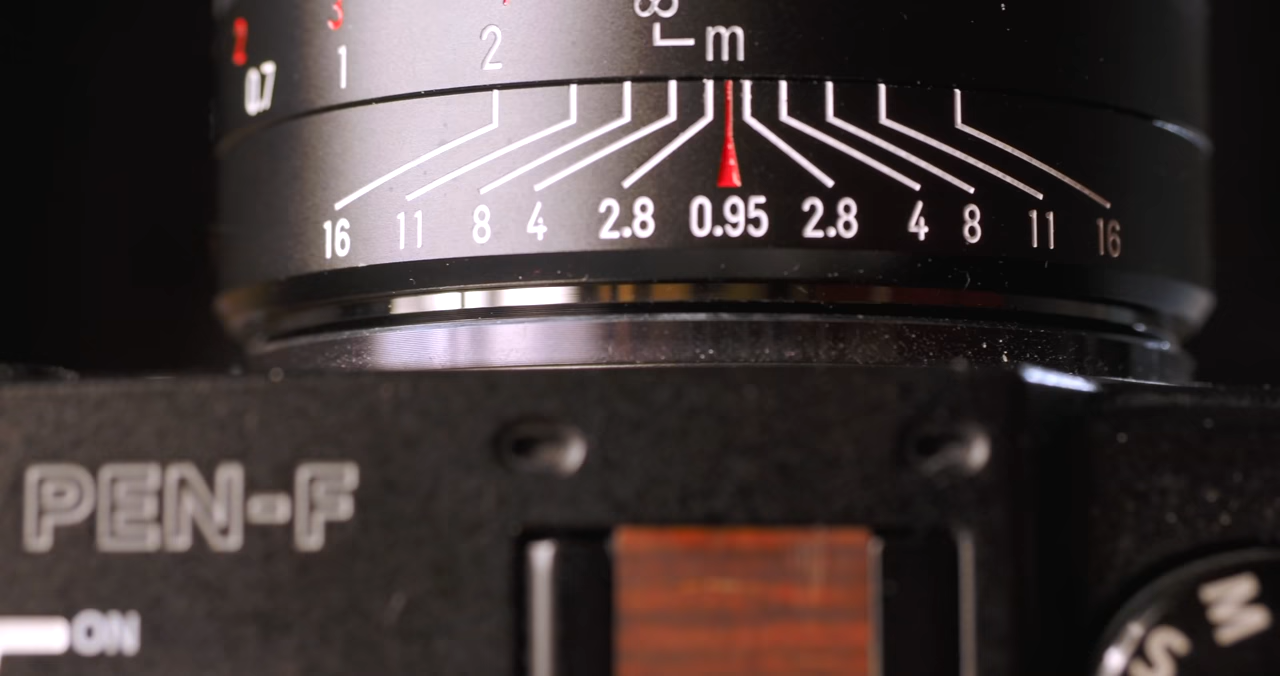 2 3
0.7 1 2 ∞ m
16 11 8 4 2.8 0.95 2.8 4 8 11 16
PEN-F
ON
M
S